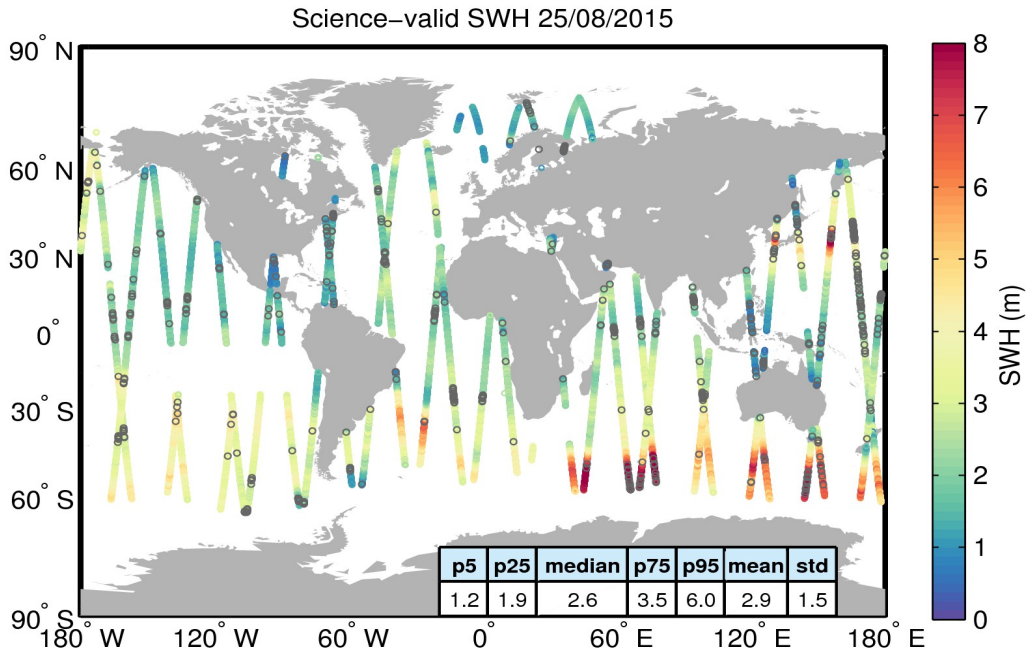 Science−valid SWH 25/08/2015
90° N
60° N
30° N
0°
30° S
60° S
90° S
180° W
120° W
60° W
0°
60° E
120° E
180° E
p5 p25 median p75 p95 mean std
1.2 1.9 2.6 3.5 6.0 2.9 1.5
8
7
6
5
4
3
2
1
0
SWH (m)